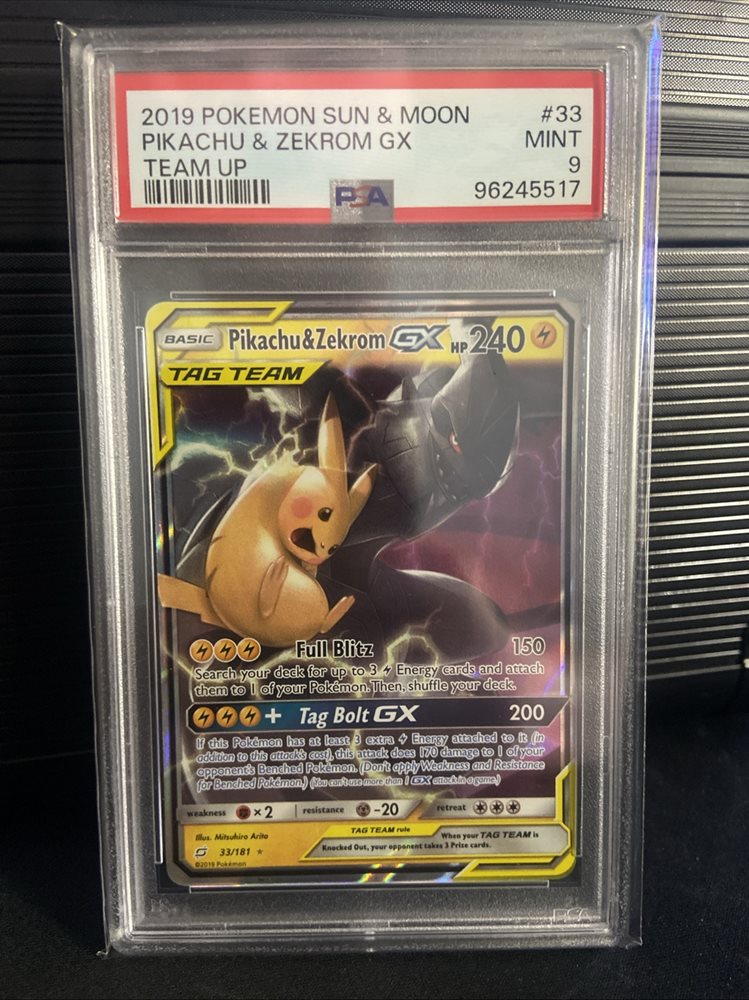 2019 POKEMON SUN & MOON #33
PIKACHU & ZEKROM GX MINT
TEAM UP 9
PSA 96245517
BASIC Pikachu&Zekrom GX HP 240
TAG TEAM
Full Blitz 150
Search your deck for up to 3 Energy cards and attach
them to 1 of your Pokémon. Then, shuffle your deck.
+ Tag Bolt GX 200
If this Pokémon has at least 3 extra Energy attached to it (in
addition to this attack's cost), this attack does 170 damage to 1 of your
opponent's Benched Pokémon. (Don't apply Weakness and Resistance
for Benched Pokémon.) (You can't use more than 1 GX attack in a game.)
weakness ×2 resistance -20 retreat
Illus. Mitsuhiro Arita
33/181
©2019 Pokémon
TAG TEAM rule
When your TAG TEAM is
Knocked Out, your opponent takes 3 Prize cards.
PSA